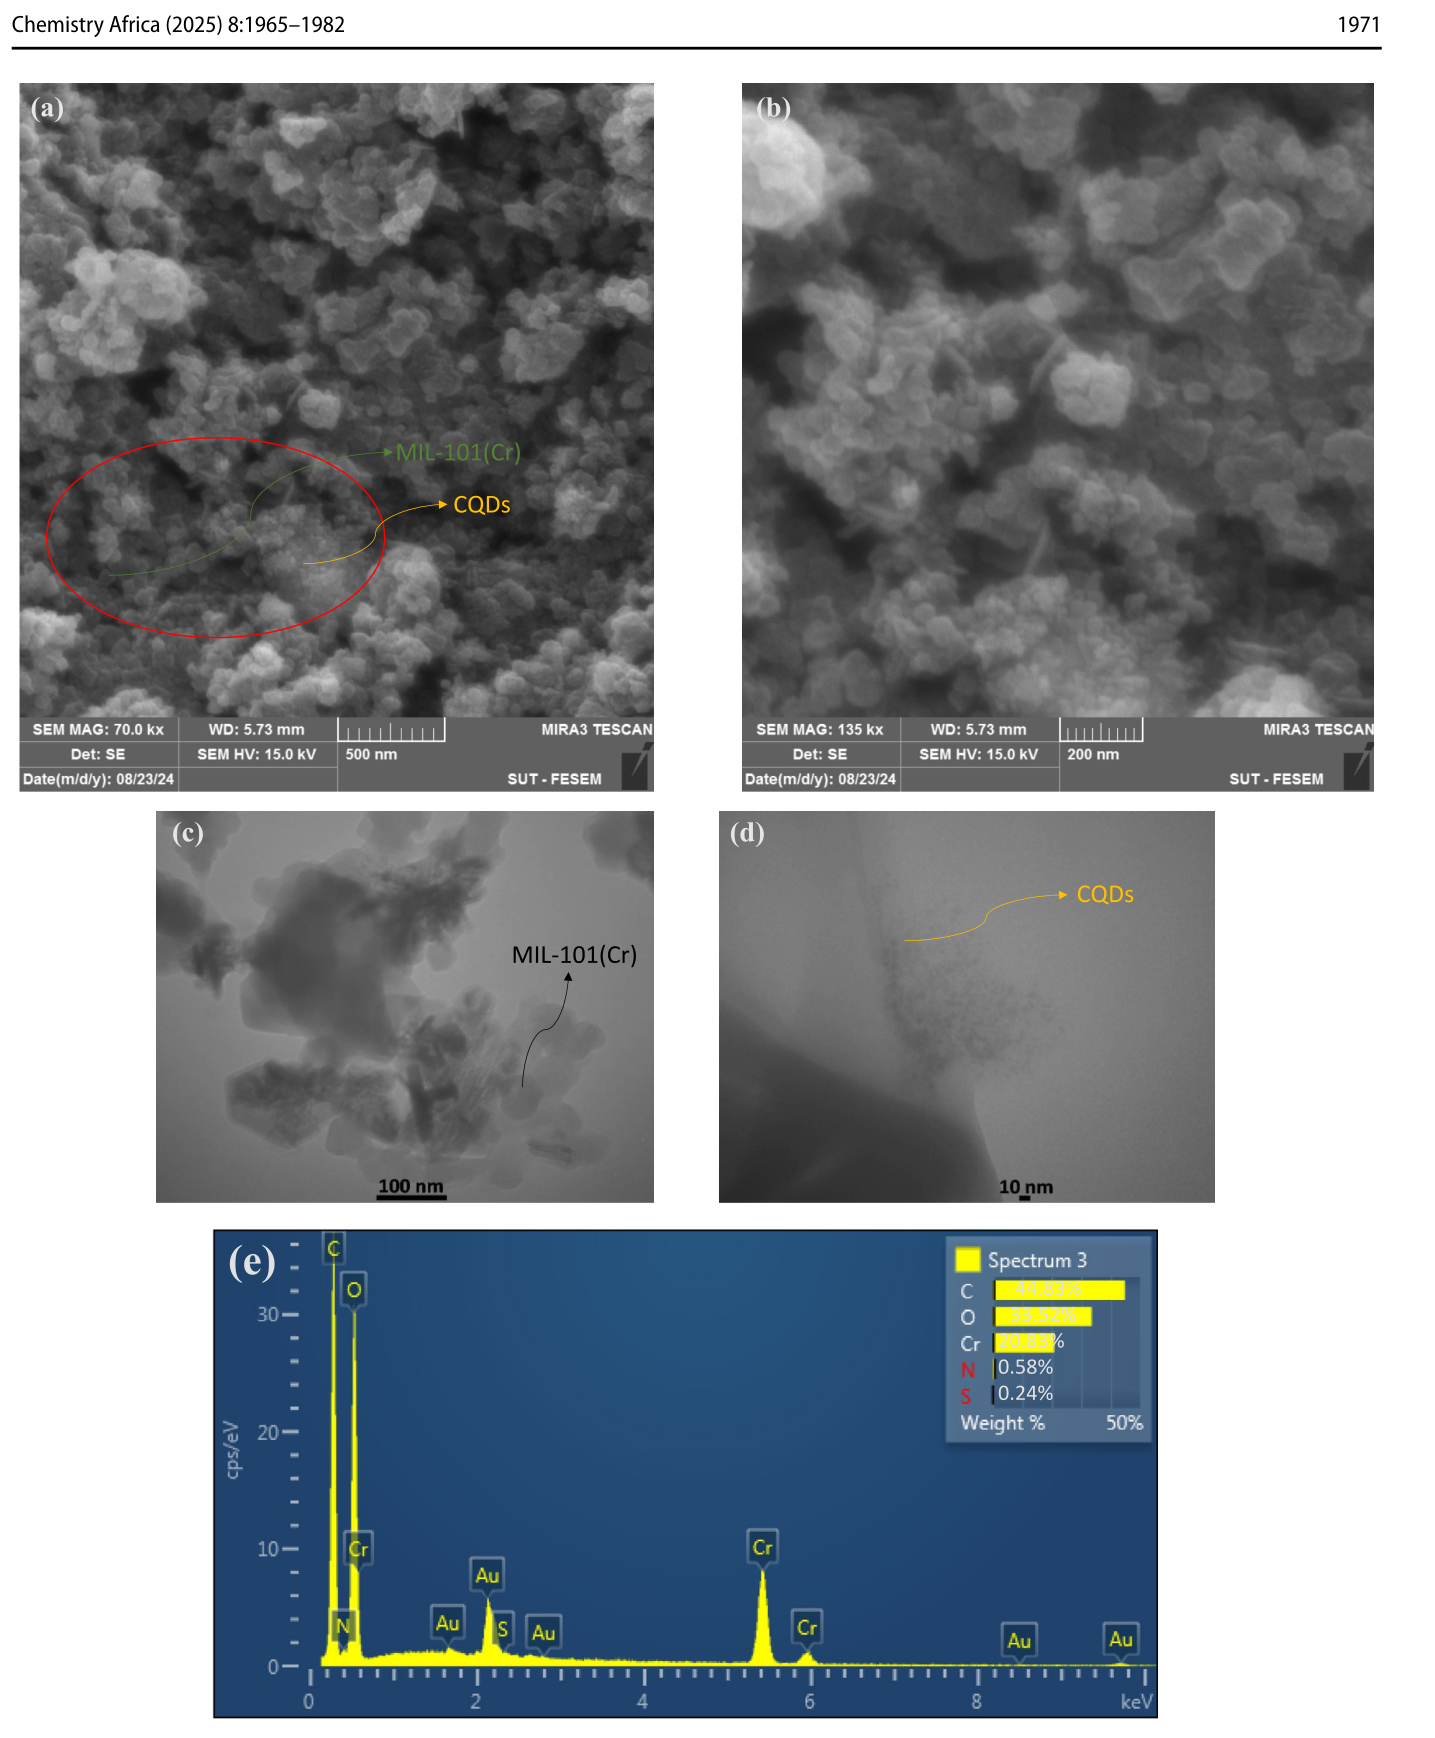 Chemistry Africa (2025) 8:1965–1982 1971
(a)
MIL-101(Cr)
CQDs
SEM MAG: 70.0 kx WD: 5.73 mm MIRA3 TESCAN
Det: SE SEM HV: 15.0 kV 500 nm
Date(m/d/y): 08/23/24 SUT - FESEM
(b)
SEM MAG: 135 kx WD: 5.73 mm MIRA3 TESCAN
Det: SE SEM HV: 15.0 kV 200 nm
Date(m/d/y): 08/23/24 SUT - FESEM
(c)
MIL-101(Cr)
100 nm
(d)
CQDs
10 nm
(e)
Spectrum 3
C 44.83%
O 33.52%
Cr 20.83%
N 0.58%
S 0.24%
Weight % 50%
C
O
Cr
N
Au
Au
S
Au
Cr
Cr
Au
Au
cps/eV
30
20
10
0
0 2 4 6 8 keV